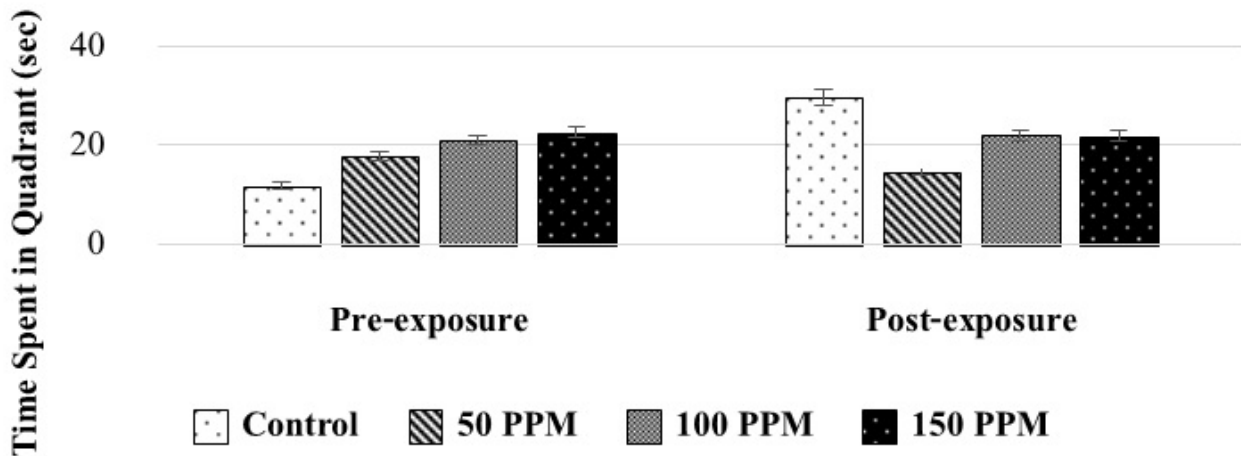 Time Spent in Quadrant (sec)
40
20
0
Pre-exposure Post-exposure
Control 50 PPM 100 PPM 150 PPM